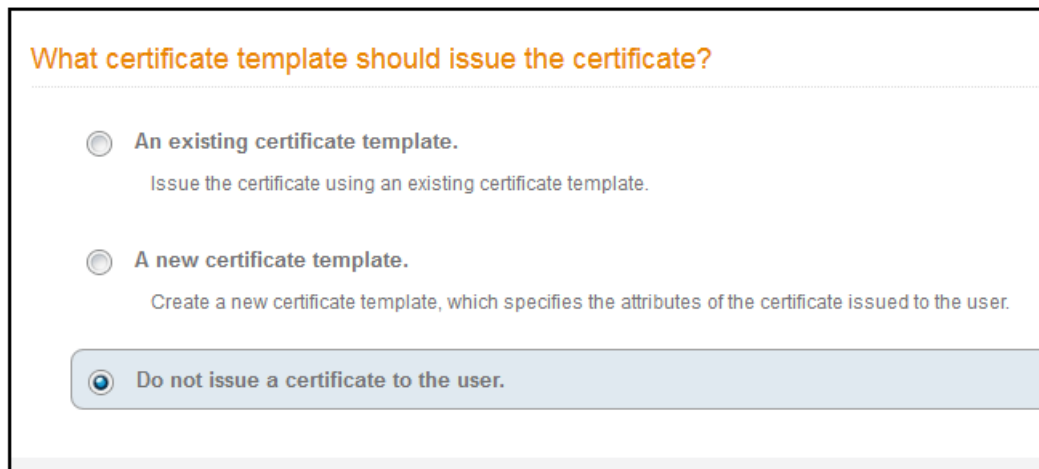 What certificate template should issue the certificate?
An existing certificate template.
Issue the certificate using an existing certificate template.
A new certificate template.
Create a new certificate template, which specifies the attributes of the certificate issued to the user.
Do not issue a certificate to the user.